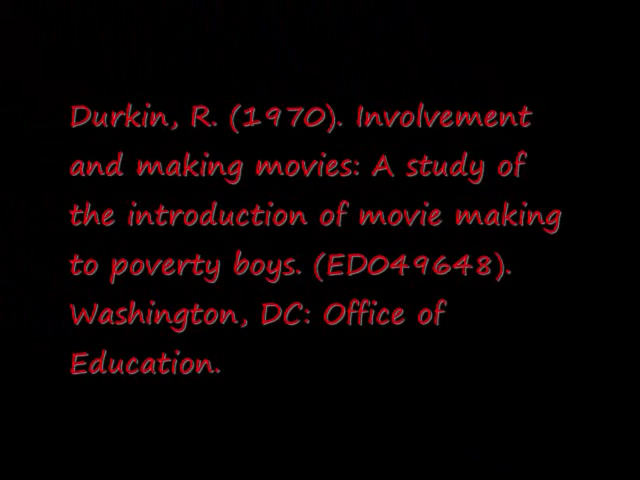 Durkin, R. (1970). Involvement
and making movies: A study of
the introduction of movie making
to poverty boys. (ED049648).
Washington, DC: Office of
Education.